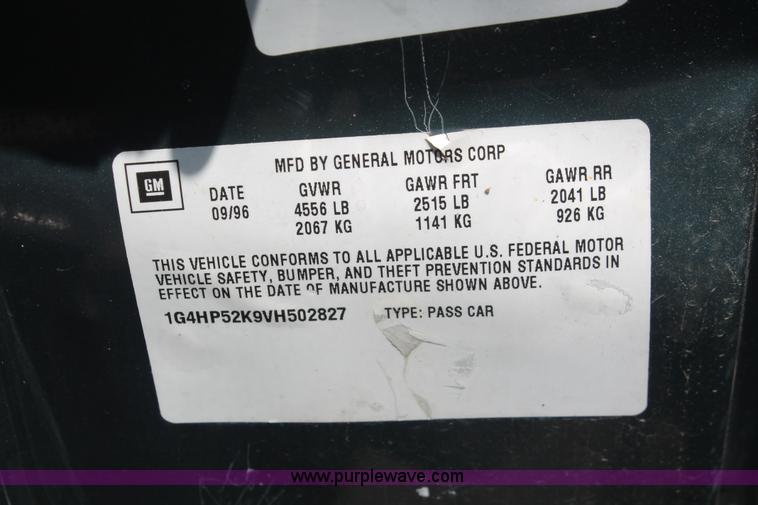 MFD BY GENERAL MOTORS CORP
GM
DATE GVWR GAWR FRT GAWR RR
09/96 4556 LB 2515 LB 2041 LB
2067 KG 1141 KG 926 KG
THIS VEHICLE CONFORMS TO ALL APPLICABLE U.S. FEDERAL MOTOR
VEHICLE SAFETY, BUMPER, AND THEFT PREVENTION STANDARDS IN
EFFECT ON THE DATE OF MANUFACTURE SHOWN ABOVE.
1G4HP52K9VH502827 TYPE: PASS CAR
www.purplewave.com